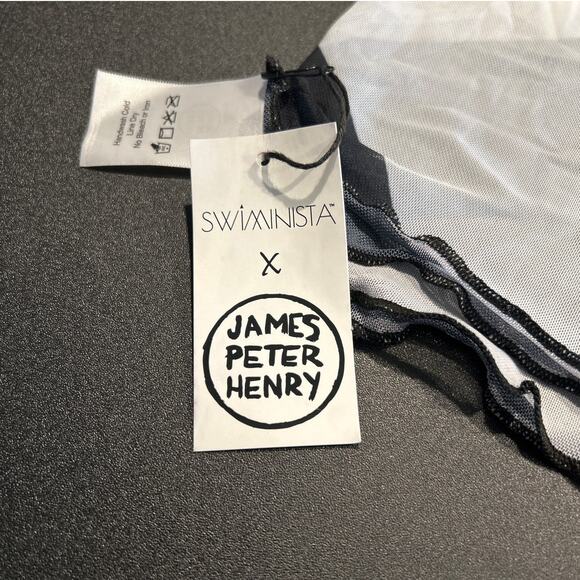 Handwash Cold
Line Dry
No Bleach or Iron
SWIMINISTA™
X
JAMES
PETER
HENRY